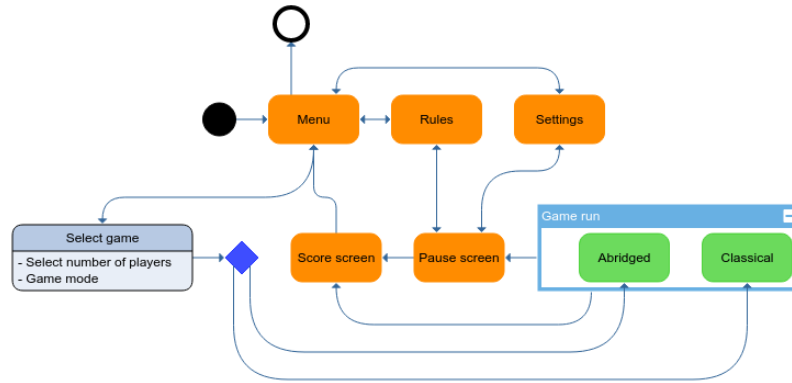 Menu
Rules
Settings
Select game
- Select number of players
- Game mode
Score screen
Pause screen
Game run
Abridged
Classical